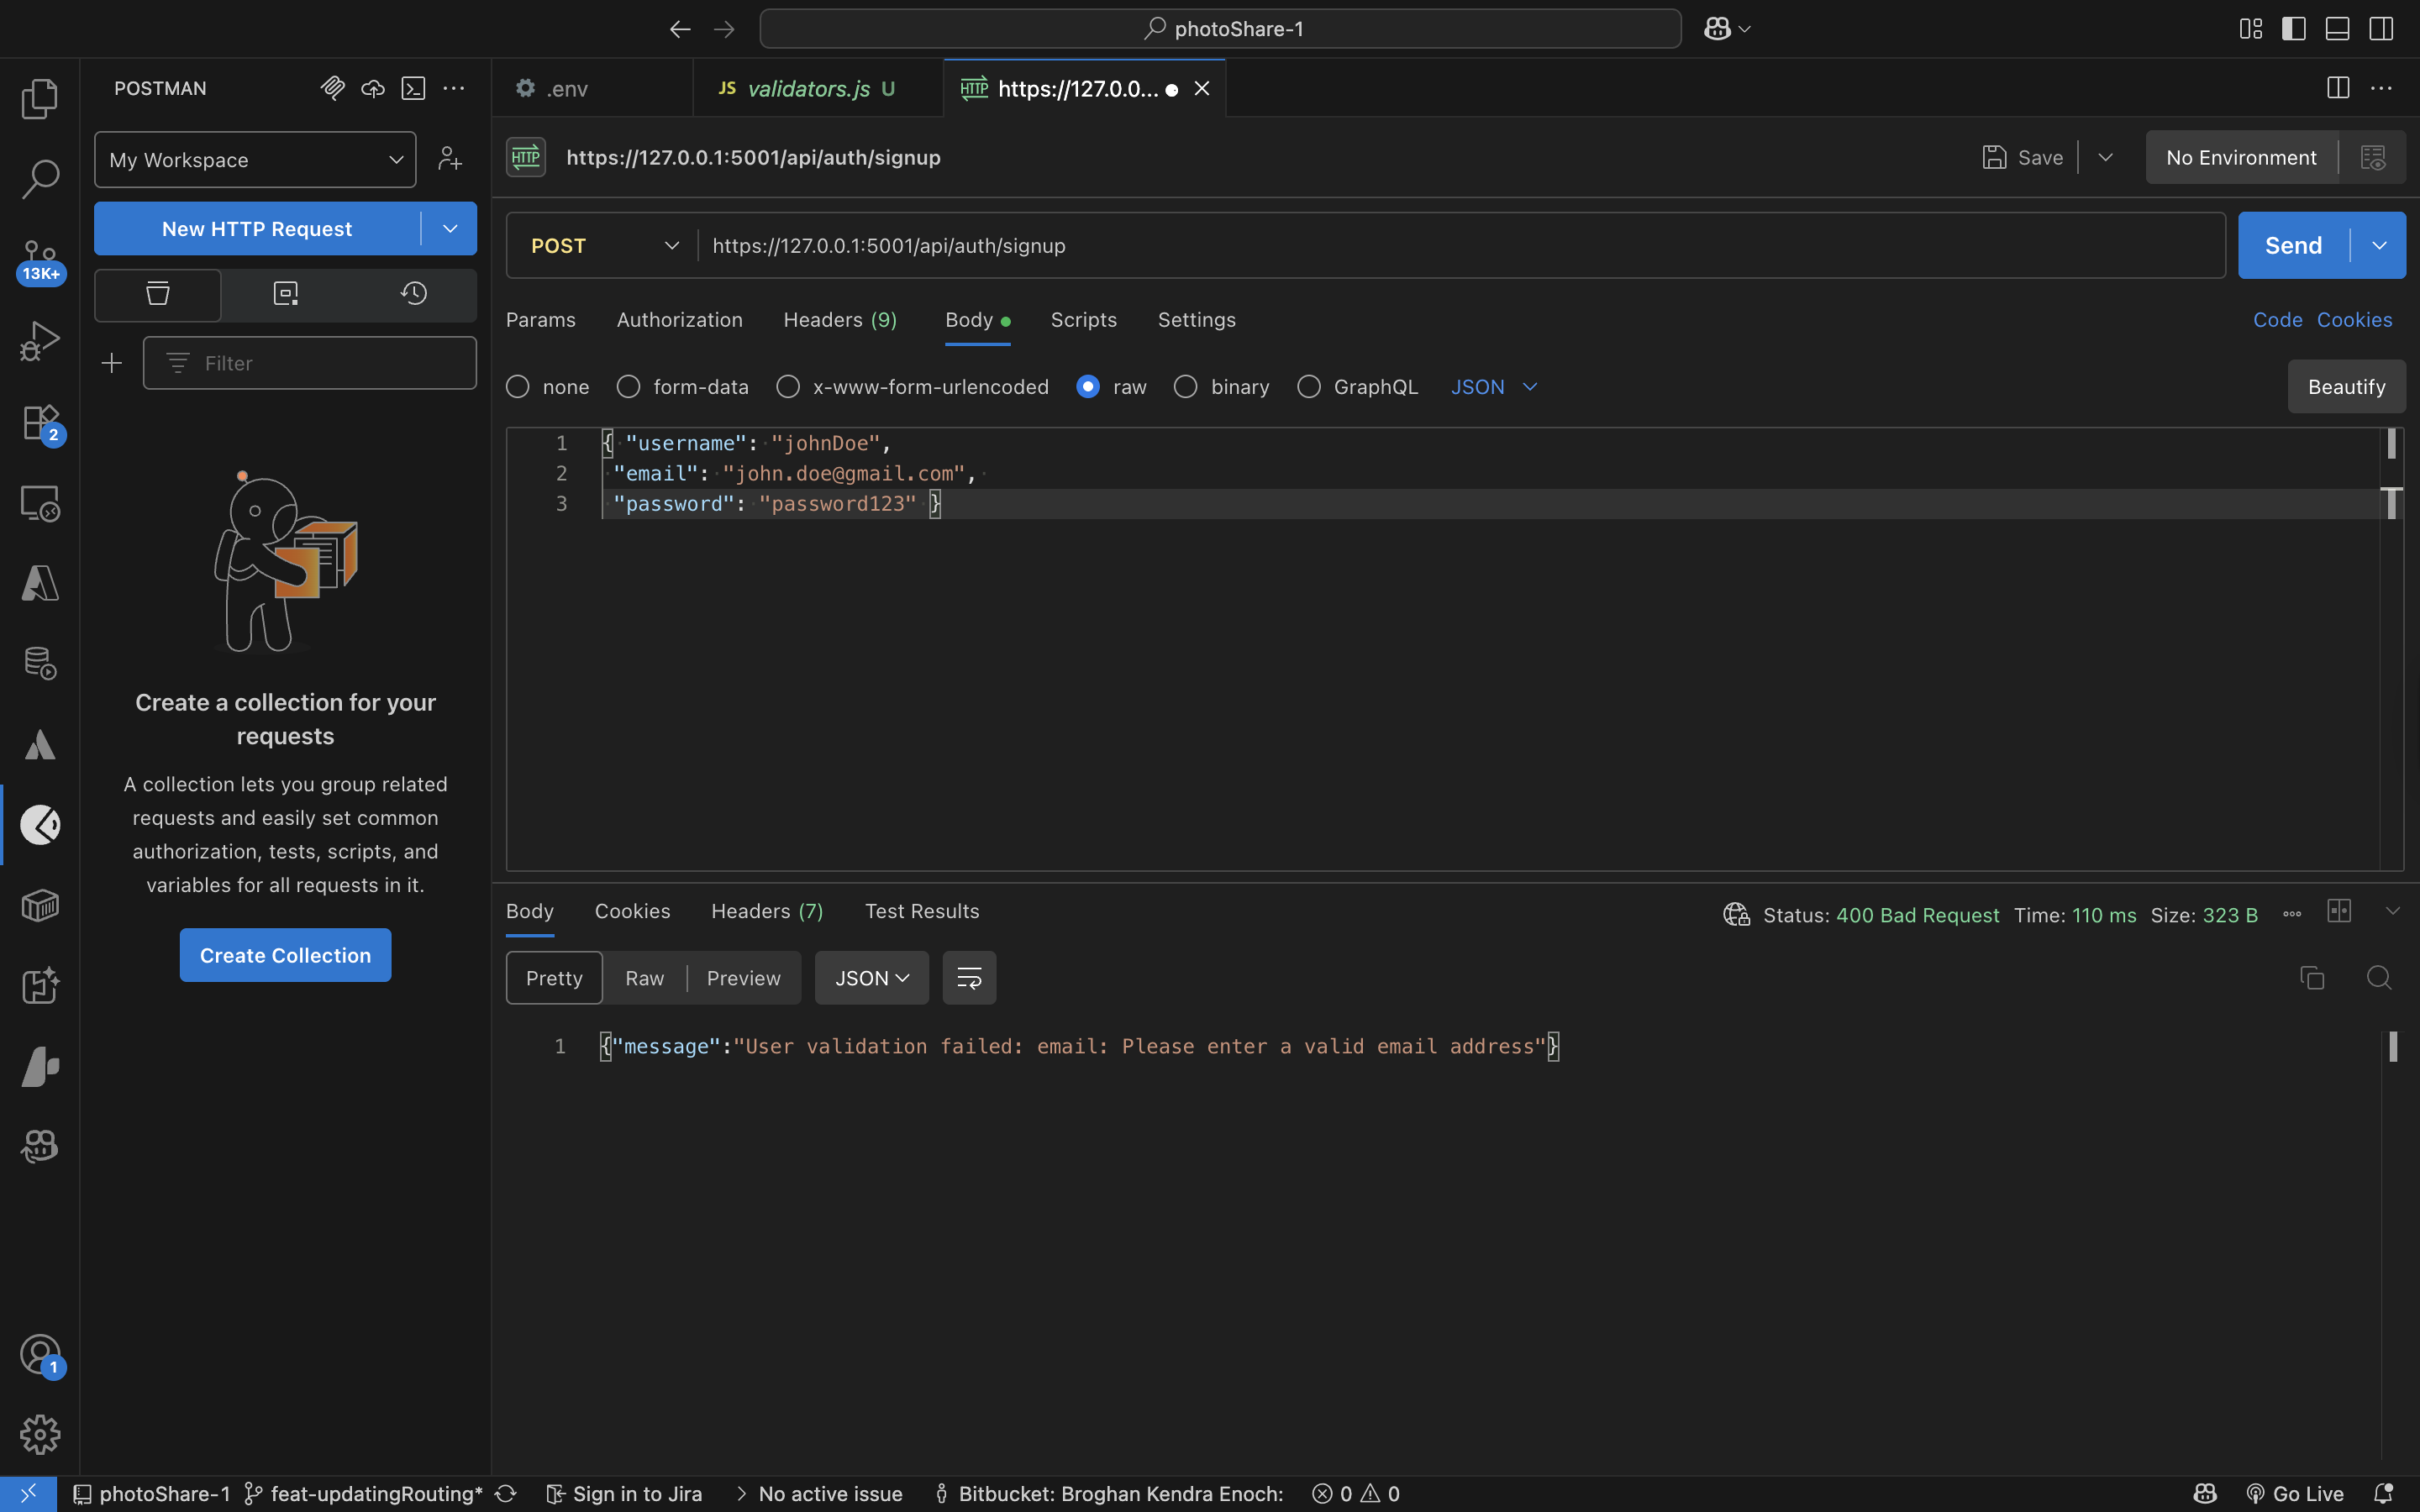 photoShare-1
POSTMAN
.env
JS validators.js U
HTTP https://127.0.0...
My Workspace
HTTP https://127.0.0.1:5001/api/auth/signup
Save
No Environment
New HTTP Request
POST https://127.0.0.1:5001/api/auth/signup
Send
13K+
Params Authorization Headers (9) Body Scripts Settings
Code Cookies
Filter
none form-data x-www-form-urlencoded raw binary GraphQL JSON
Beautify
2
1 { "username": "johnDoe",
2 "email": "john.doe@gmail.com",
3 "password": "password123" }
Create a collection for your
requests
A collection lets you group related
requests and easily set common
authorization, tests, scripts, and
variables for all requests in it.
Create Collection
Body Cookies Headers (7) Test Results
Status: 400 Bad Request Time: 110 ms Size: 323 B
Pretty Raw Preview JSON
1 {"message":"User validation failed: email: Please enter a valid email address"}
1
photoShare-1 feat-updatingRouting* Sign in to Jira No active issue Bitbucket: Broghan Kendra Enoch: 0 0 Go Live